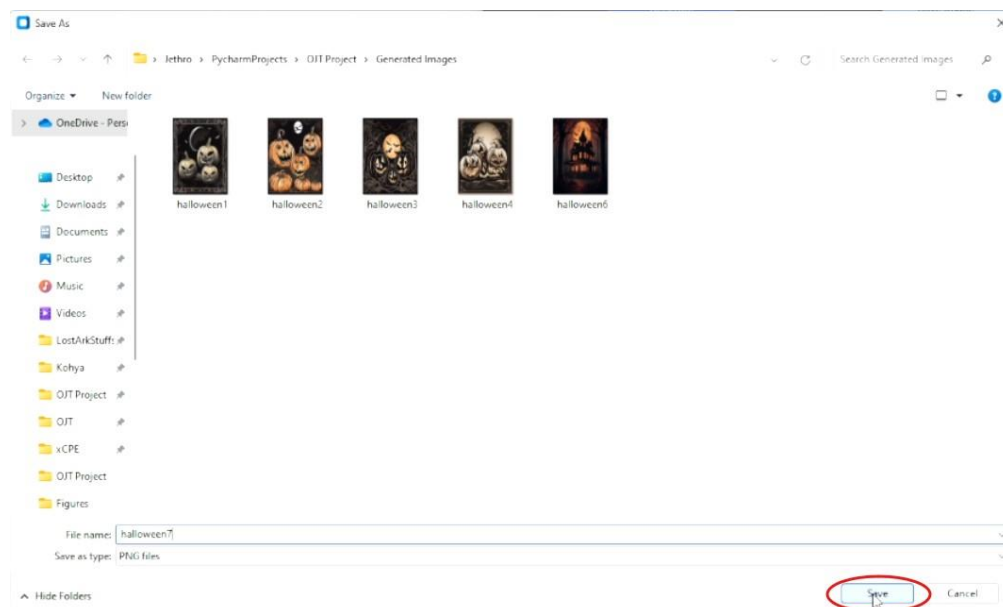 Save As
Jethro > PycharmProjects > OJT Project > Generated Images
Search Generated Images
Organize
New folder
OneDrive - Pers
halloween1
halloween2
halloween3
halloween4
halloween6
Desktop
Downloads
Documents
Pictures
Music
Videos
LostArkStuffs
Kohya
OJT Project
OJT
xCPE
OJT Project
Figures
File name: halloween7
Save as type: PNG files
Hide Folders
Save
Cancel